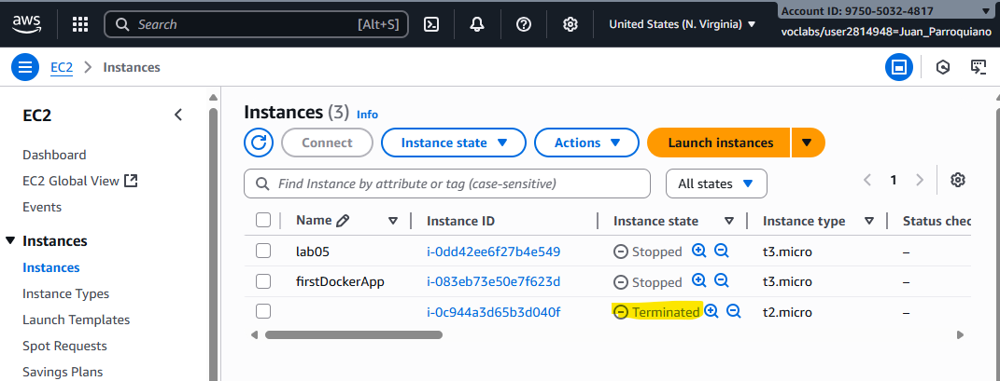 aws
Search [Alt+S]
United States (N. Virginia)
Account ID: 9750-5032-4817
voclabs/user2814948=Juan_Parroquiano
EC2 Instances
EC2
Dashboard
EC2 Global View
Events
Instances
Instances
Instance Types
Launch Templates
Spot Requests
Savings Plans
Instances (3) Info
Connect Instance state Actions Launch instances
Find Instance by attribute or tag (case-sensitive) All states 1
Name Instance ID Instance state Instance type Status chec
lab05 i-0dd42ee6f27b4e549 Stopped t3.micro –
firstDockerApp i-083eb73e50e7f623d Stopped t3.micro –
i-0c944a3d65b3d040f Terminated t2.micro –